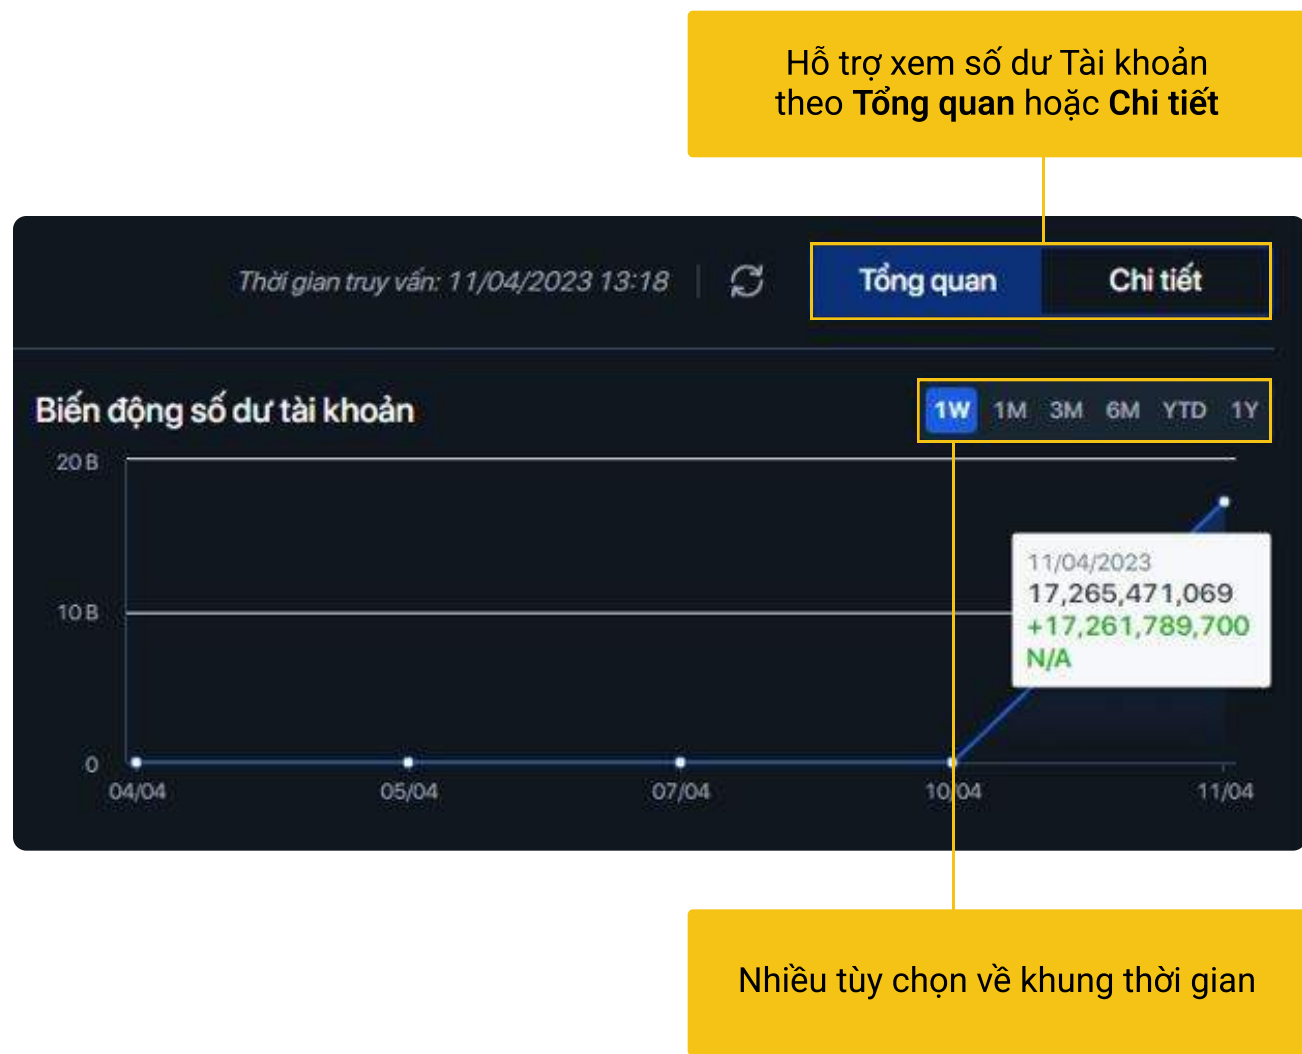 Hỗ trợ xem số dư Tài khoản
theo Tổng quan hoặc Chi tiết
Thời gian truy vấn: 11/04/2023 13:18
Tổng quan
Chi tiết
Biến động số dư tài khoản
1W 1M 3M 6M YTD 1Y
20 B
11/04/2023
17,265,471,069
+17,261,789,700
N/A
10 B
0
04/04 05/04 07/04 10/04 11/04
Nhiều tùy chọn về khung thời gian